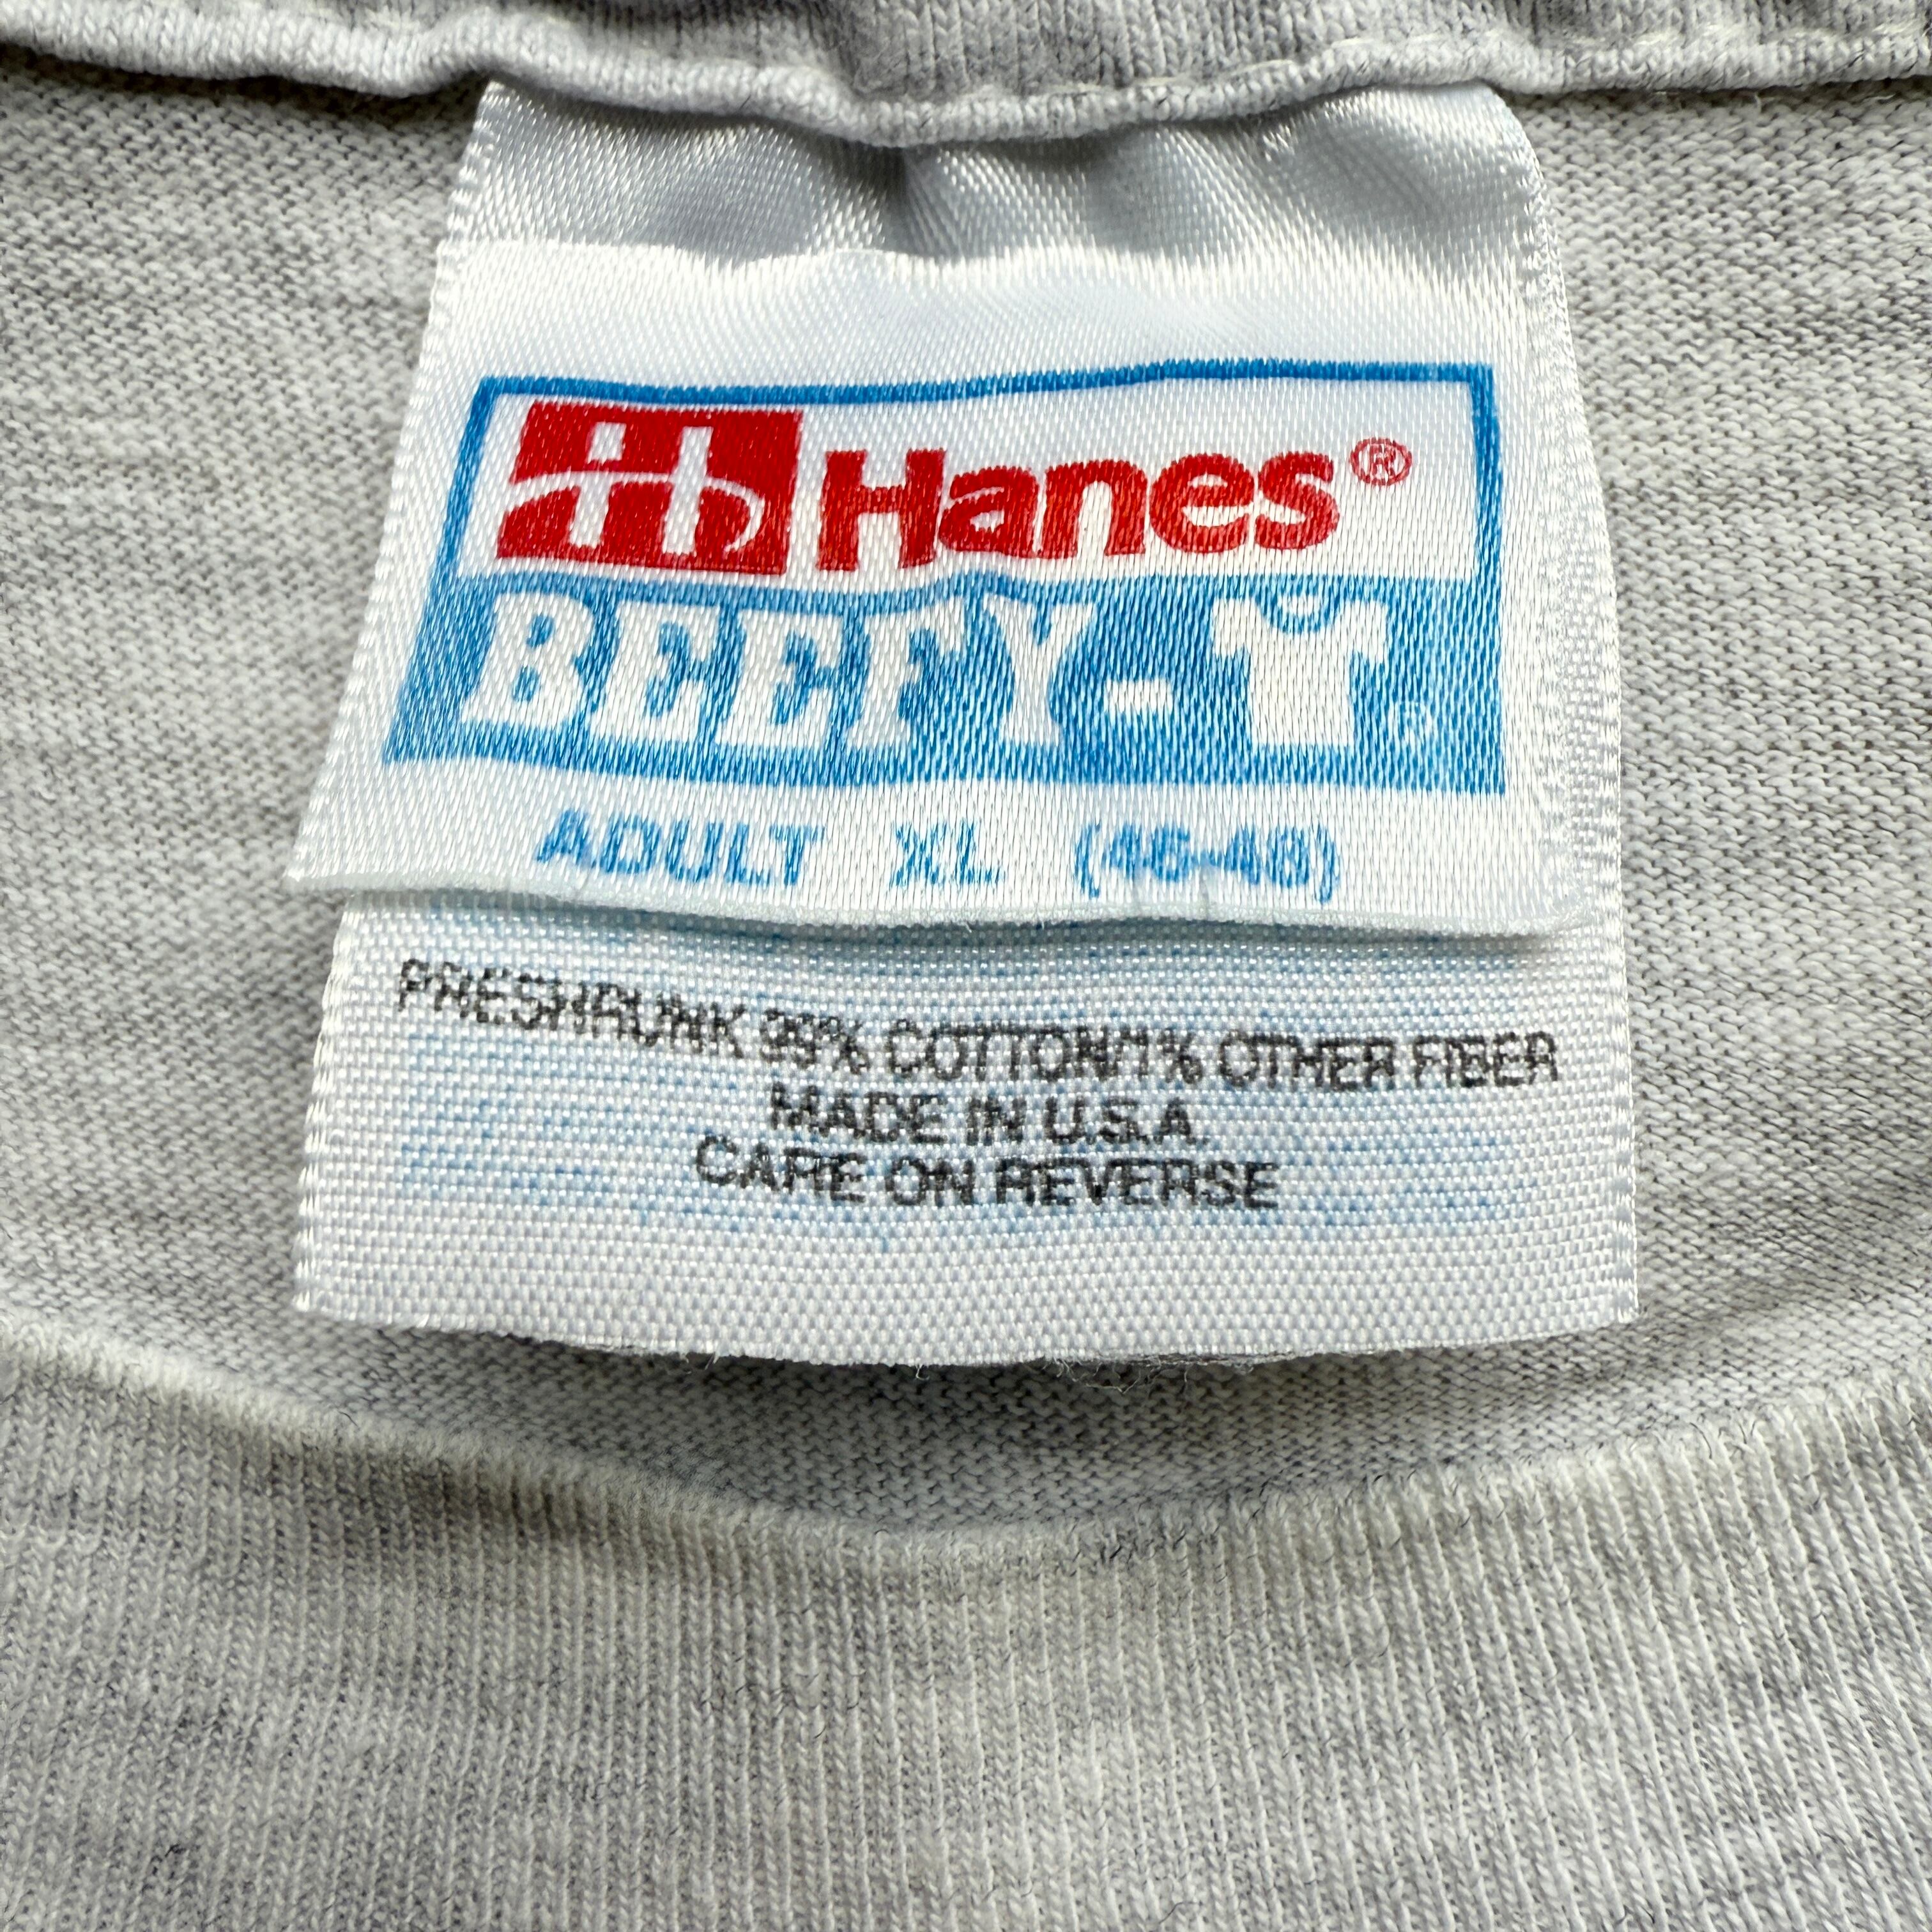 Hanes®
BEEFY-T®
ADULT XL (46-48)
PRESHRUNK 99% COTTON/1% OTHER FIBER
MADE IN U.S.A.
CARE ON REVERSE